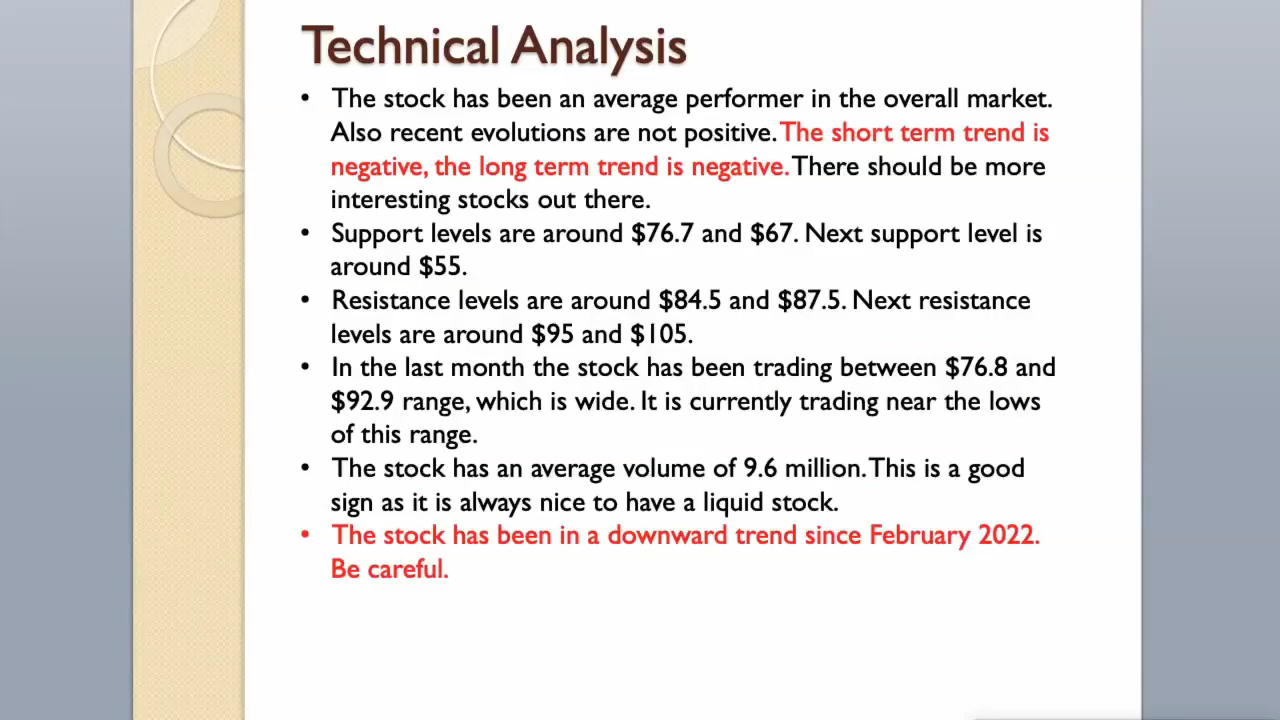 Technical Analysis
• The stock has been an average performer in the overall market.
Also recent evolutions are not positive. The short term trend is
negative, the long term trend is negative. There should be more
interesting stocks out there.
• Support levels are around $76.7 and $67. Next support level is
around $55.
• Resistance levels are around $84.5 and $87.5. Next resistance
levels are around $95 and $105.
• In the last month the stock has been trading between $76.8 and
$92.9 range, which is wide. It is currently trading near the lows
of this range.
• The stock has an average volume of 9.6 million. This is a good
sign as it is always nice to have a liquid stock.
• The stock has been in a downward trend since February 2022.
Be careful.